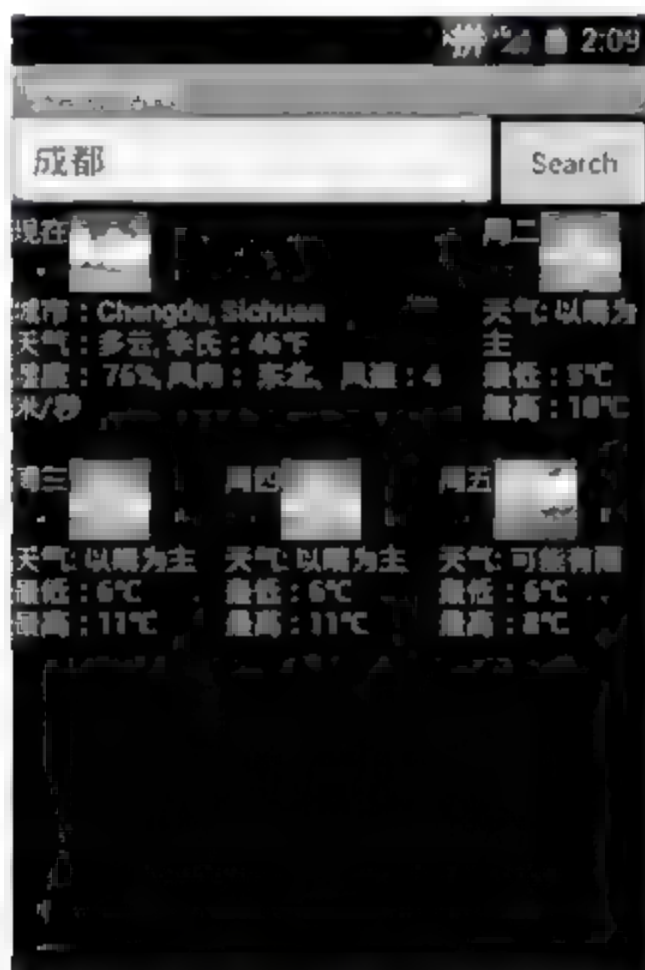 2:09
成都
Search
现在
城市：Chengdu, Sichuan
天气：多云, 华氏：46℉
湿度：76%, 风向：东北、风速：4
米/秒
周二
天气: 以晴为
主
最低：5℃
最高：10℃
周三
天气: 以晴为主
最低：6℃
最高：11℃
周四
天气: 以晴为主
最低：6℃
最高：11℃
周五
天气: 可能有雨
最低：6℃
最高：8℃